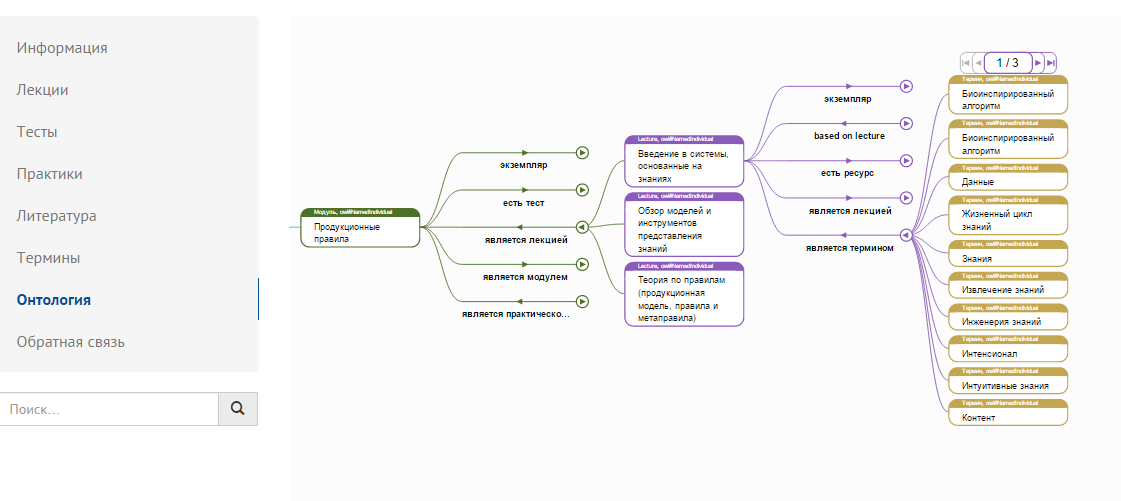 Информация
Лекции
Тесты
Практики
Литература
Термины
Онтология
Обратная связь
Поиск...
Модуль, owl#NamedIndividual
Продукционные
правила
экземпляр
есть тест
является лекцией
является модулем
является практическо...
Lecture, owl#NamedIndividual
Введение в системы,
основанные на
знаниях
Lecture, owl#NamedIndividual
Обзор моделей и
инструментов
представления
знаний
Lecture, owl#NamedIndividual
Теория по правилам
(продукционная
модель, правила и
метаправила)
экземпляр
based on lecture
есть ресурс
является лекцией
является термином
1 / 3
Термин, owl#NamedIndividual
Биоинспирированный
алгоритм
Термин, owl#NamedIndividual
Биоинспирированный
алгоритм
Термин, owl#NamedIndividual
Данные
Термин, owl#NamedIndividual
Жизненный цикл
знаний
Термин, owl#NamedIndividual
Знания
Термин, owl#NamedIndividual
Извлечение знаний
Термин, owl#NamedIndividual
Инженерия знаний
Термин, owl#NamedIndividual
Интенсионал
Термин, owl#NamedIndividual
Интуитивные знания
Термин, owl#NamedIndividual
Контент